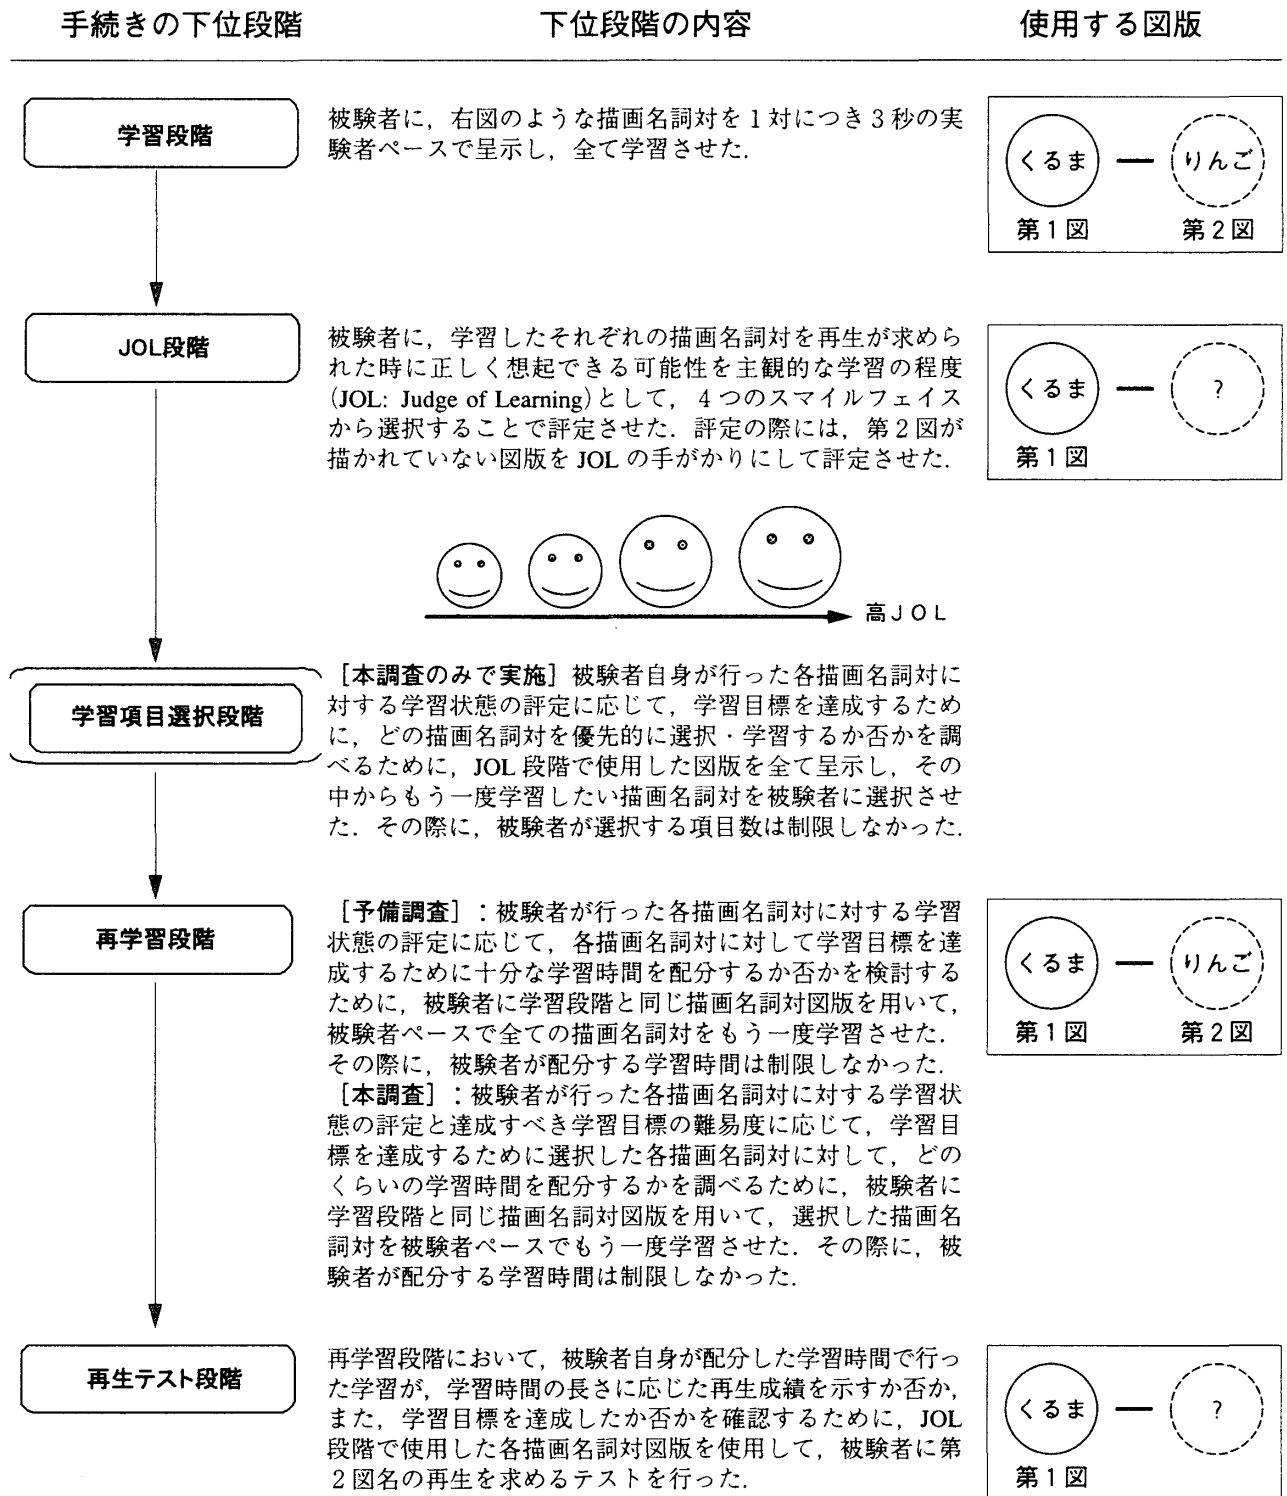 手続きの下位段階 下位段階の内容 使用する図版
学習段階
被験者に，右図のような描画名詞対を1対につき3秒の実
験者ペースで呈示し，全て学習させた．
くるま — りんご
第1図 第2図
JOL段階
被験者に，学習したそれぞれの描画名詞対を再生が求めら
れた時に正しく想起できる可能性を主観的な学習の程度
(JOL: Judge of Learning)として，4つのスマイルフェイス
から選択することで評定させた．評定の際には，第2図が
描かれていない図版をJOLの手がかりにして評定させた．
くるま — ?
第1図
高JOL
学習項目選択段階
［本調査のみで実施］被験者自身が行った各描画名詞対に
対する学習状態の評定に応じて，学習目標を達成するため
に，どの描画名詞対を優先的に選択・学習するか否かを調
べるために，JOL段階で使用した図版を全て呈示し，その
中からもう一度学習したい描画名詞対を被験者に選択させ
た．その際に，被験者が選択する項目数は制限しなかった．
再学習段階
［予備調査］：被験者が行った各描画名詞対に対する学習
状態の評定に応じて，各描画名詞対に対して学習目標を達
成するために十分な学習時間を配分するか否かを検討する
ために，被験者に学習段階と同じ描画名詞対図版を用いて，
被験者ペースで全ての描画名詞対をもう一度学習させた．
その際に，被験者が配分する学習時間は制限しなかった．
［本調査］：被験者が行った各描画名詞対に対する学習状
態の評定と達成すべき学習目標の難易度に応じて，学習目
標を達成するために選択した各描画名詞対に対して，どの
くらいの学習時間を配分するかを調べるために，被験者に
学習段階と同じ描画名詞対図版を用いて，選択した描画名
詞対を被験者ペースでもう一度学習させた．その際に，被
験者が配分する学習時間は制限しなかった．
くるま — りんご
第1図 第2図
再生テスト段階
再学習段階において，被験者自身が配分した学習時間で行っ
た学習が，学習時間の長さに応じた再生成績を示すか否か，
また，学習目標を達成したか否かを確認するために，JOL
段階で使用した各描画名詞対図版を使用して，被験者に第
2図名の再生を求めるテストを行った．
くるま — ?
第1図